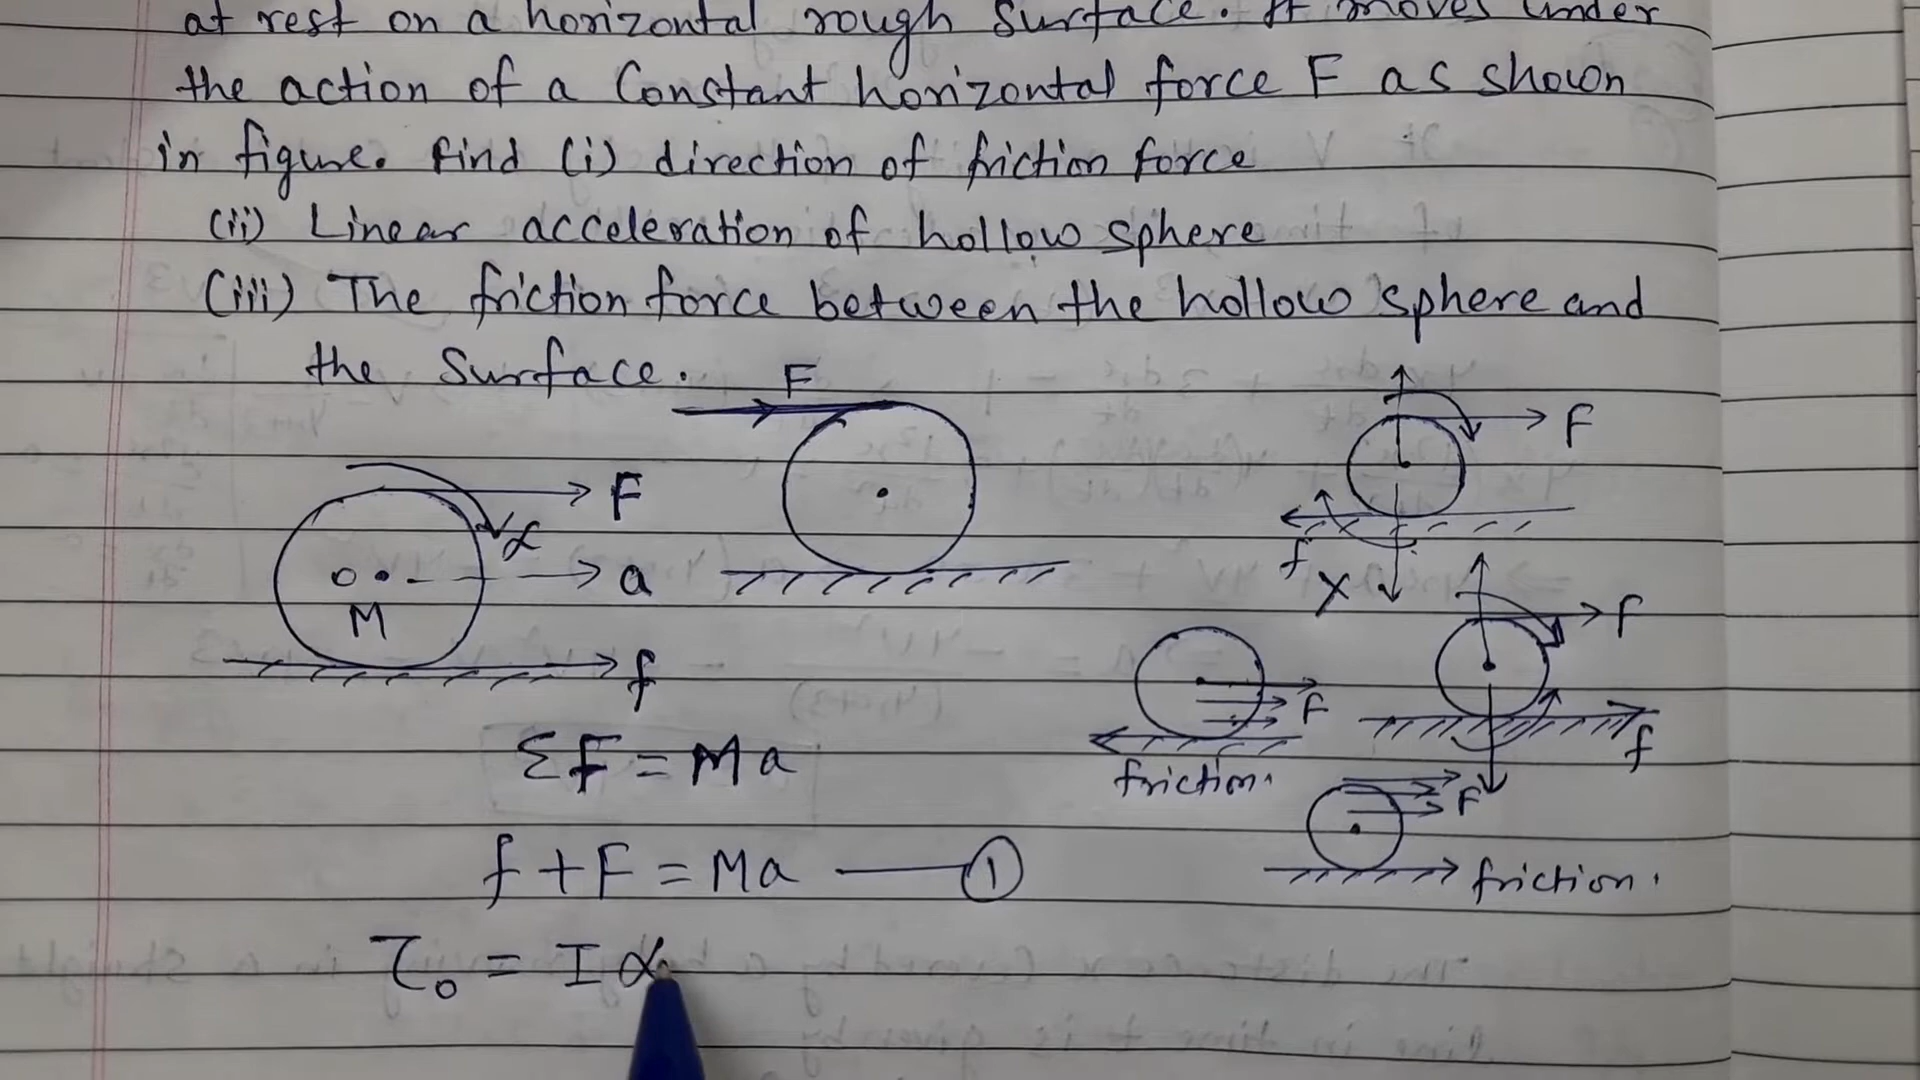 at rest on a horizontal rough surface. It moves under
the action of a Constant horizontal force F as shown
in figure. Find (i) direction of friction force
(ii) Linear acceleration of hollow sphere
(iii) The friction force between the hollow sphere and
the Surface.
F
F
F
α
O
a
M
f
f
F
F
f
friction.
F
friction.
ΣF = Ma
f + F = Ma — ①
τ₀ = I α